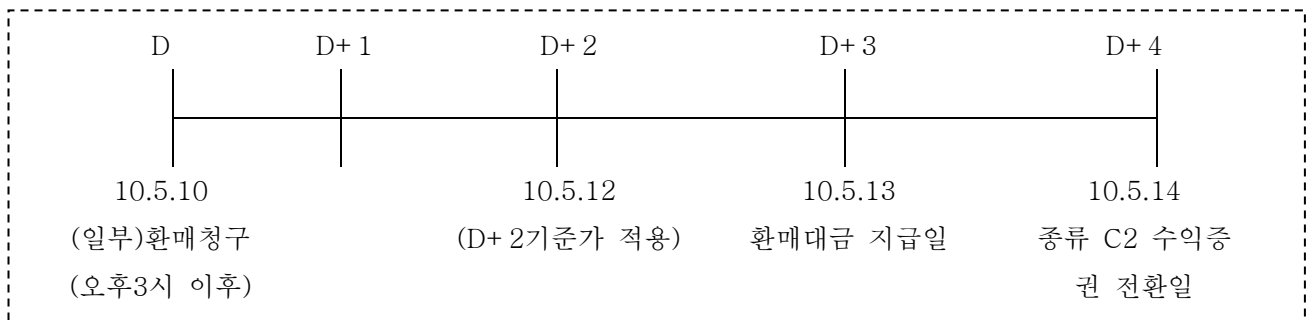 D D+1 D+2 D+3 D+4
10.5.10 10.5.12 10.5.13 10.5.14
(일부)환매청구 (D+2기준가 적용) 환매대금 지급일 종류 C2 수익증
(오후3시 이후) 권 전환일